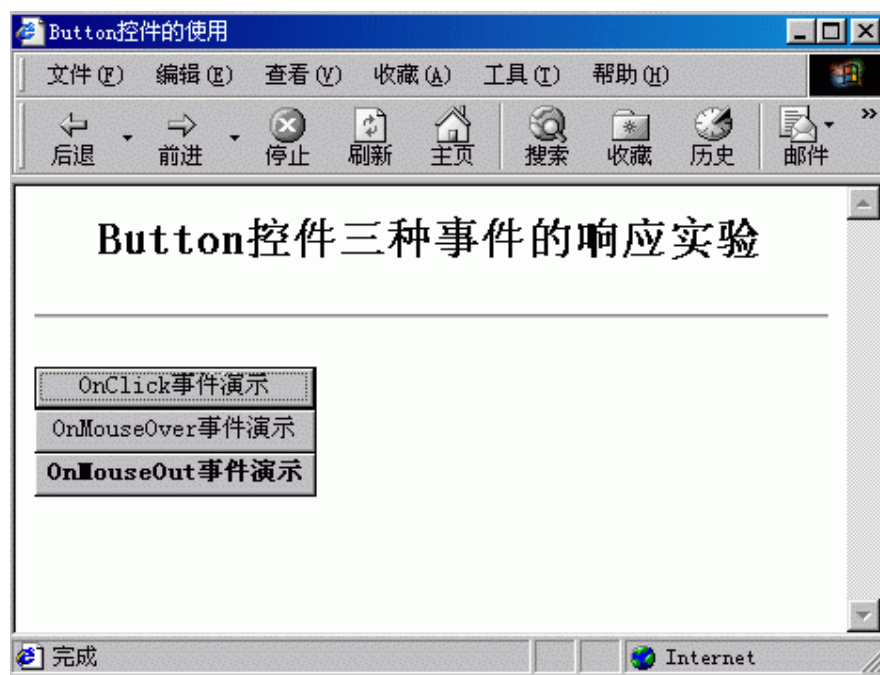 Button控件的使用
文件(F) 编辑(E) 查看(V) 收藏(A) 工具(T) 帮助(H)
后退 前进 停止 刷新 主页 搜索 收藏 历史 邮件 »
Button控件三种事件的响应实验
OnClick事件演示
OnMouseOver事件演示
OnMouseOut事件演示
完成 Internet